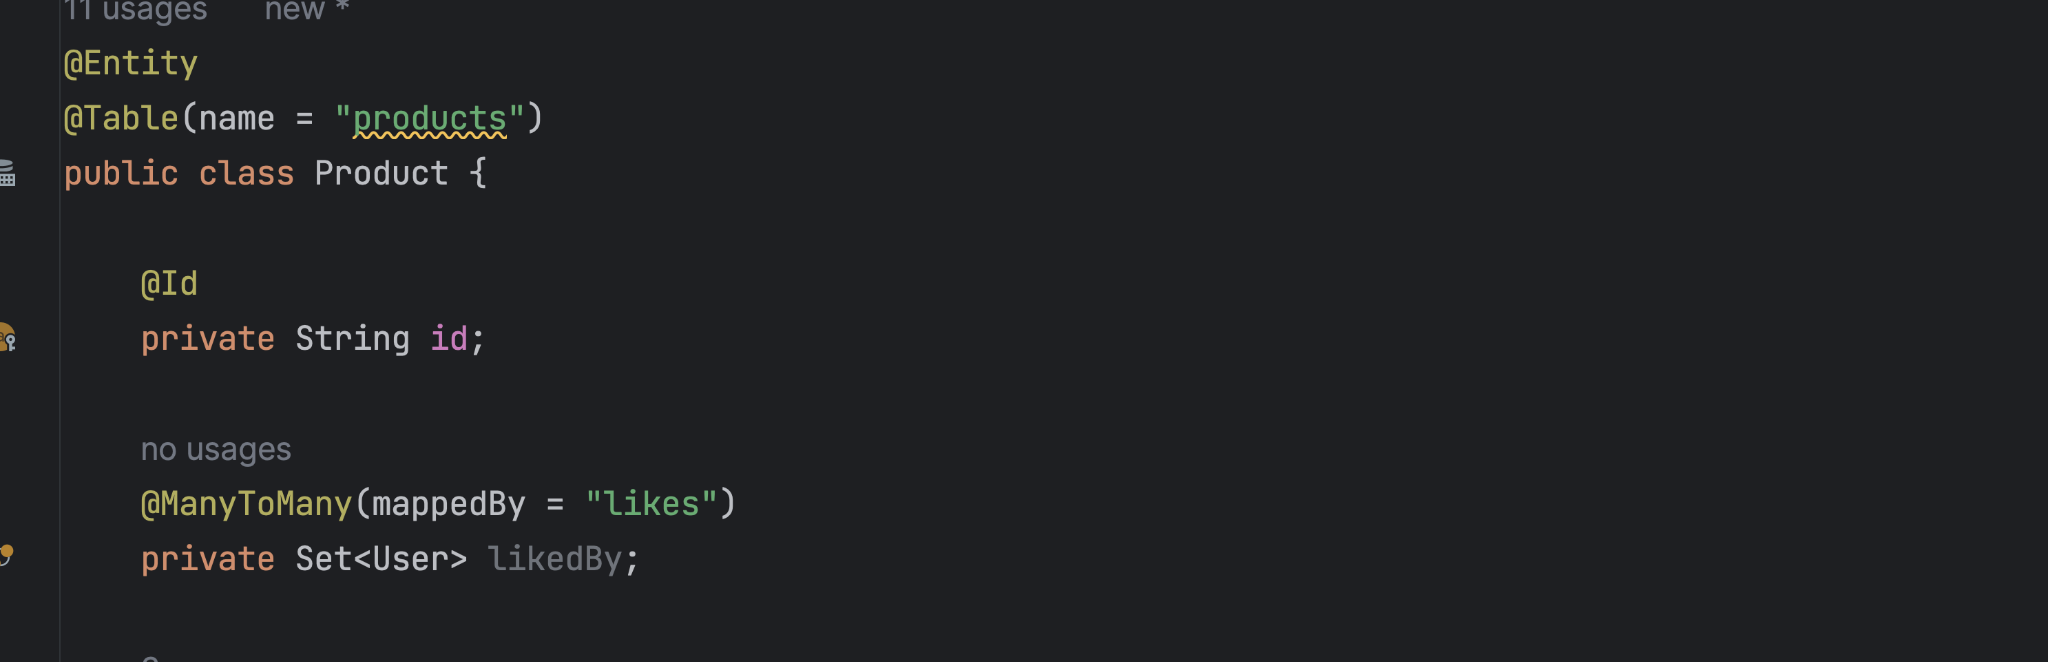 11 usages new *
@Entity
@Table(name = "products")
public class Product {
@Id
private String id;
no usages
@ManyToMany(mappedBy = "likes")
private Set<User> likedBy;